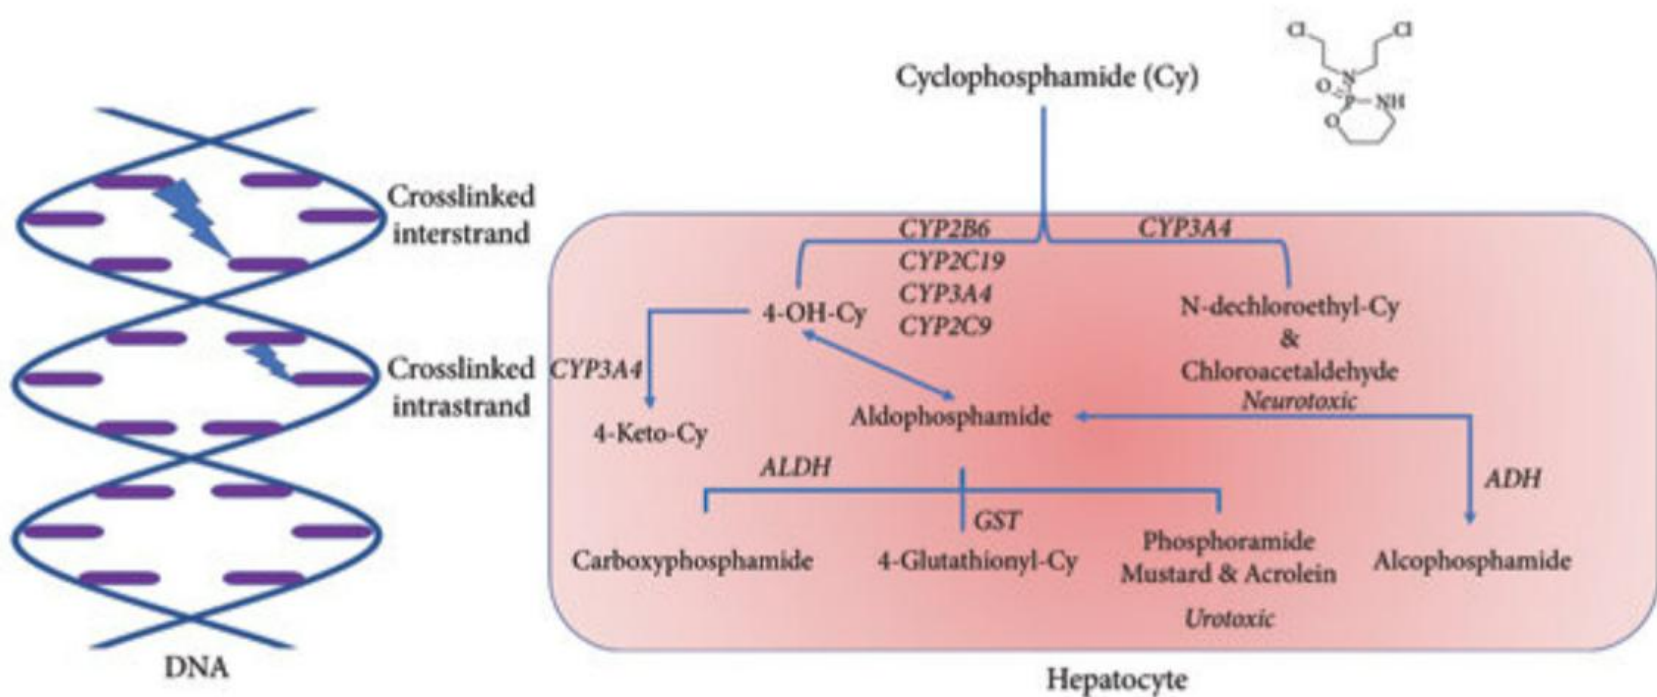 Cl
Cl
N
O
P
NH
O
Cyclophosphamide (Cy)
Crosslinked
interstrand
Crosslinked
intrastrand
DNA
CYP2B6
CYP2C19
CYP3A4
CYP2C9
CYP3A4
4-OH-Cy
N-dechloroethyl-Cy
&
Chloroacetaldehyde
Neurotoxic
CYP3A4
4-Keto-Cy
Aldophosphamide
ALDH
GST
ADH
Carboxyphosphamide
4-Glutathionyl-Cy
Phosphoramide
Mustard & Acrolein
Urotoxic
Alcophosphamide
Hepatocyte